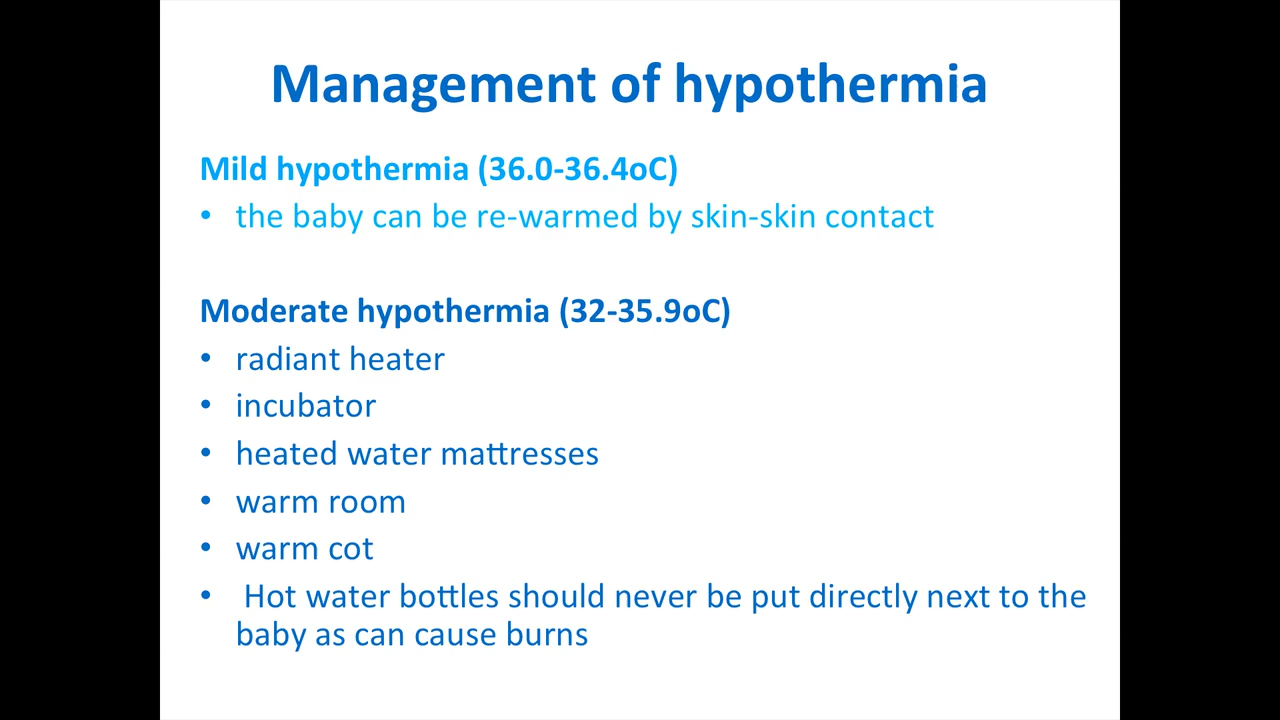 Management of hypothermia
Mild hypothermia (36.0-36.4oC)
• the baby can be re-warmed by skin-skin contact
Moderate hypothermia (32-35.9oC)
• radiant heater
• incubator
• heated water mattresses
• warm room
• warm cot
• Hot water bottles should never be put directly next to the
baby as can cause burns